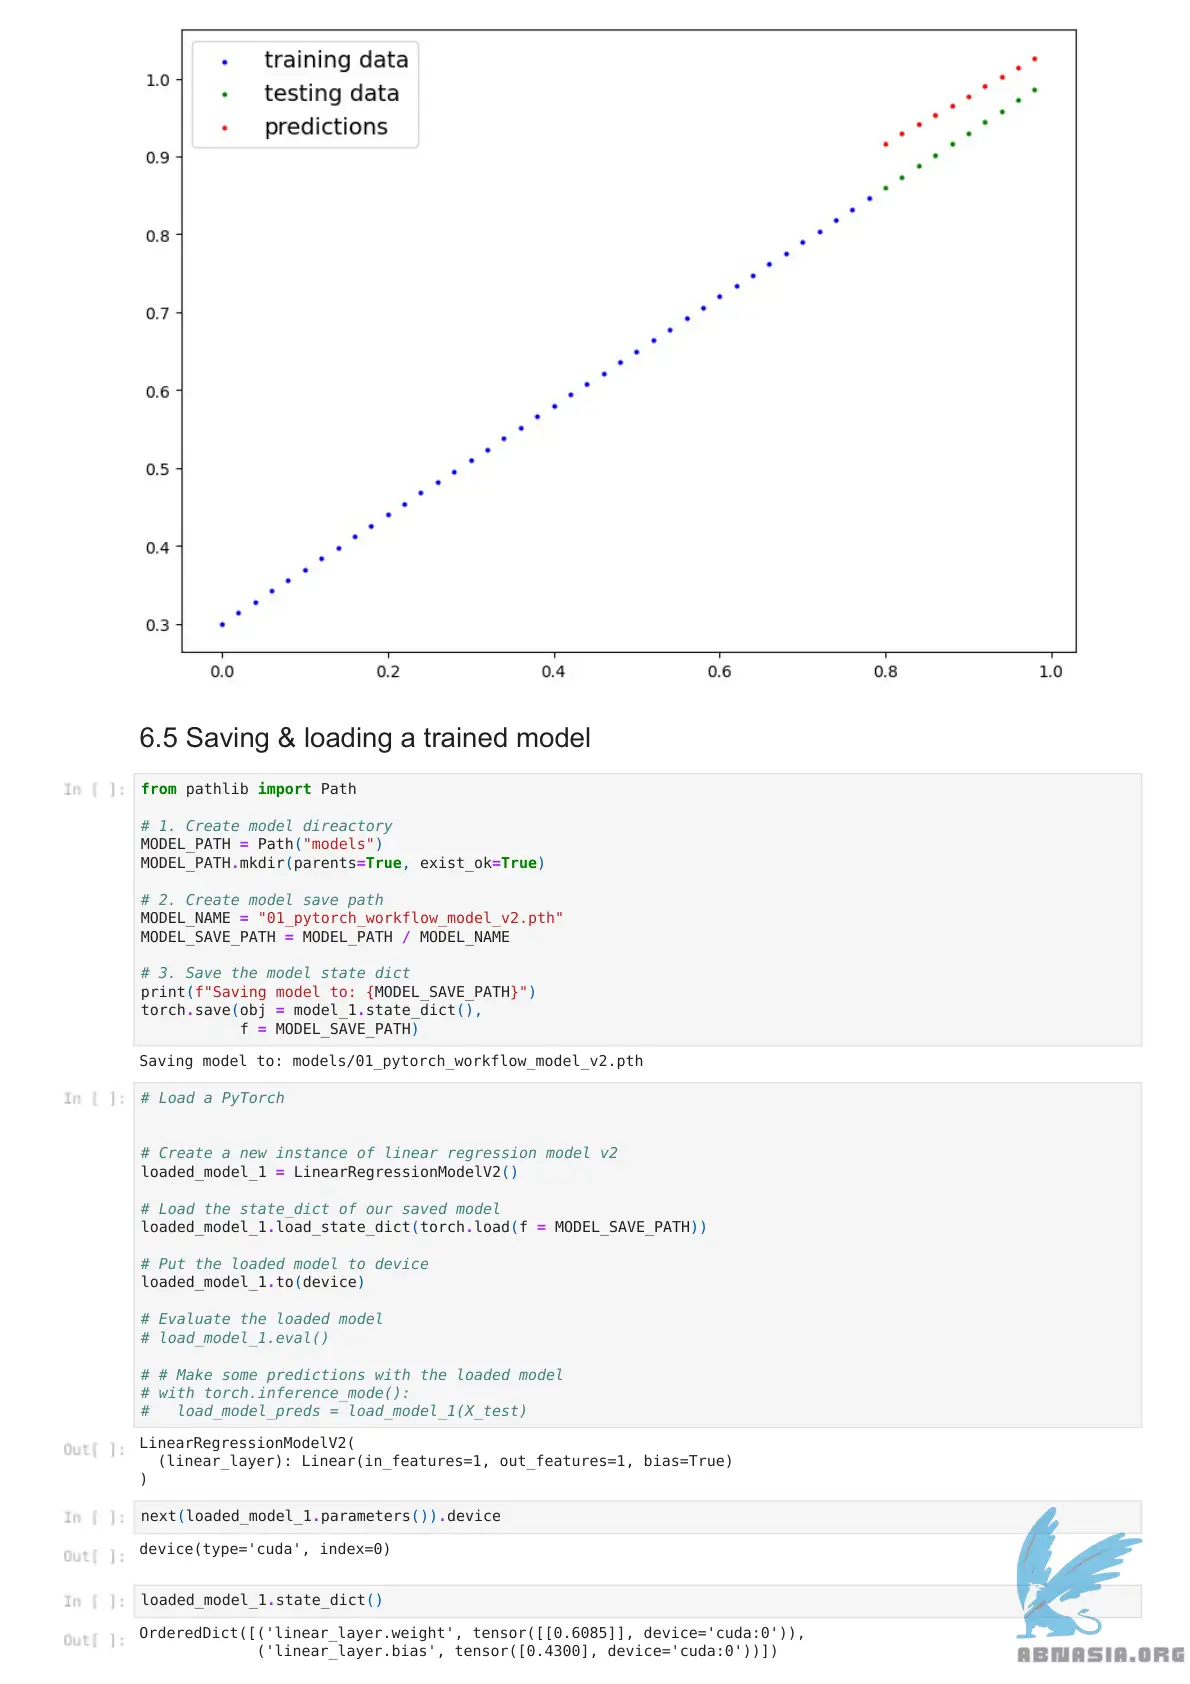 training data
testing data
predictions
1.0
0.9
0.8
0.7
0.6
0.5
0.4
0.3
0.0 0.2 0.4 0.6 0.8 1.0
6.5 Saving & loading a trained model
In [ ]:
from pathlib import Path
# 1. Create model direactory
MODEL_PATH = Path("models")
MODEL_PATH.mkdir(parents=True, exist_ok=True)
# 2. Create model save path
MODEL_NAME = "01_pytorch_workflow_model_v2.pth"
MODEL_SAVE_PATH = MODEL_PATH / MODEL_NAME
# 3. Save the model state dict
print(f"Saving model to: {MODEL_SAVE_PATH}")
torch.save(obj = model_1.state_dict(),
           f = MODEL_SAVE_PATH)
Saving model to: models/01_pytorch_workflow_model_v2.pth
In [ ]:
# Load a PyTorch
# Create a new instance of linear regression model v2
loaded_model_1 = LinearRegressionModelV2()
# Load the state_dict of our saved model
loaded_model_1.load_state_dict(torch.load(f = MODEL_SAVE_PATH))
# Put the loaded model to device
loaded_model_1.to(device)
# Evaluate the loaded model
# load_model_1.eval()
# # Make some predictions with the loaded model
# with torch.inference_mode():
#   load_model_preds = load_model_1(X_test)
Out[ ]:
LinearRegressionModelV2(
  (linear_layer): Linear(in_features=1, out_features=1, bias=True)
)
In [ ]:
next(loaded_model_1.parameters()).device
Out[ ]:
device(type='cuda', index=0)
In [ ]:
loaded_model_1.state_dict()
Out[ ]:
OrderedDict([('linear_layer.weight', tensor([[0.6085]], device='cuda:0')),
             ('linear_layer.bias', tensor([0.4300], device='cuda:0'))])
ABNASIA.ORG